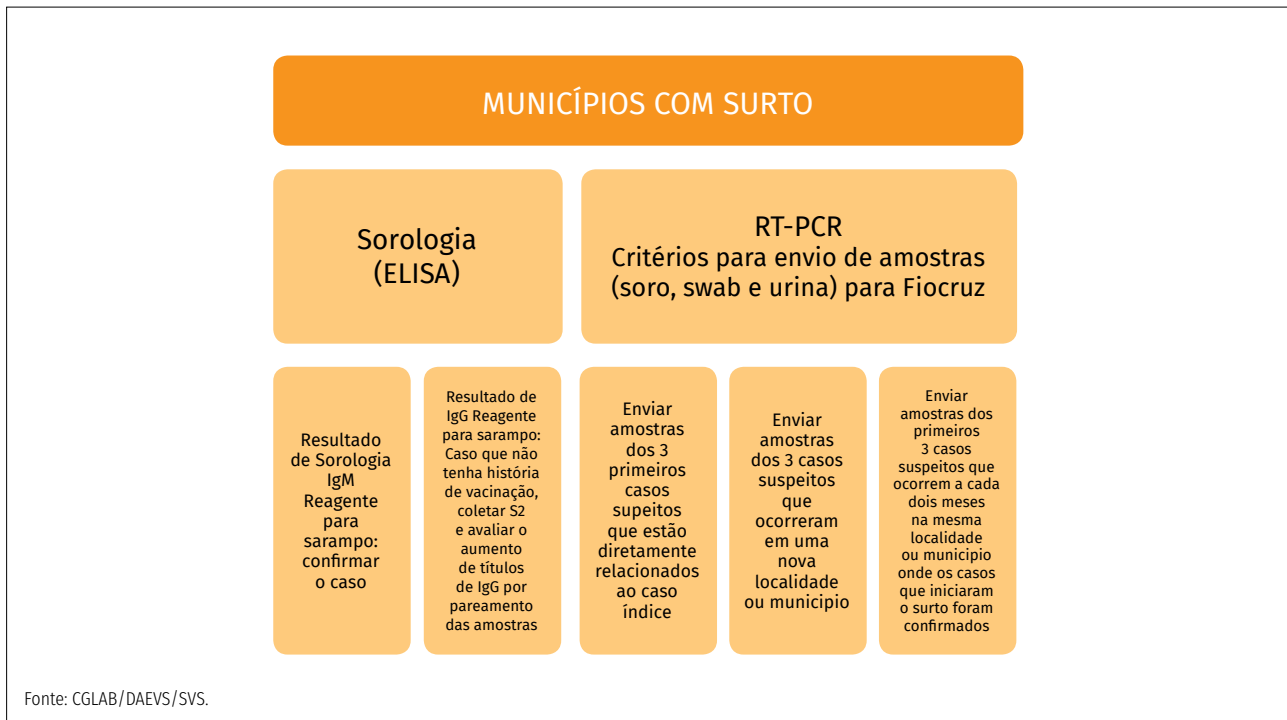 MUNICÍPIOS COM SURTO
Sorologia
(ELISA)
RT-PCR
Critérios para envio de amostras
(soro, swab e urina) para Fiocruz
Resultado
de Sorologia
IgM
Reagente
para
sarampo:
confirmar
o caso
Resultado de
IgG Reagente
para sarampo:
Caso que não
tenha história
de vacinação,
coletar S2
e avaliar o
aumento
de títulos
de IgG por
pareamento
das amostras
Enviar
amostras
dos 3
primeiros
casos
supeitos
que estão
diretamente
relacionados
ao caso
índice
Enviar
amostras
dos 3 casos
suspeitos
que
ocorreram
em uma
nova
localidade
ou municipio
Enviar
amostras dos
primeiros
3 casos
suspeitos que
ocorrem a cada
dois meses
na mesma
localidade
ou municipio
onde os casos
que iniciaram
o surto foram
confirmados
Fonte: CGLAB/DAEVS/SVS.